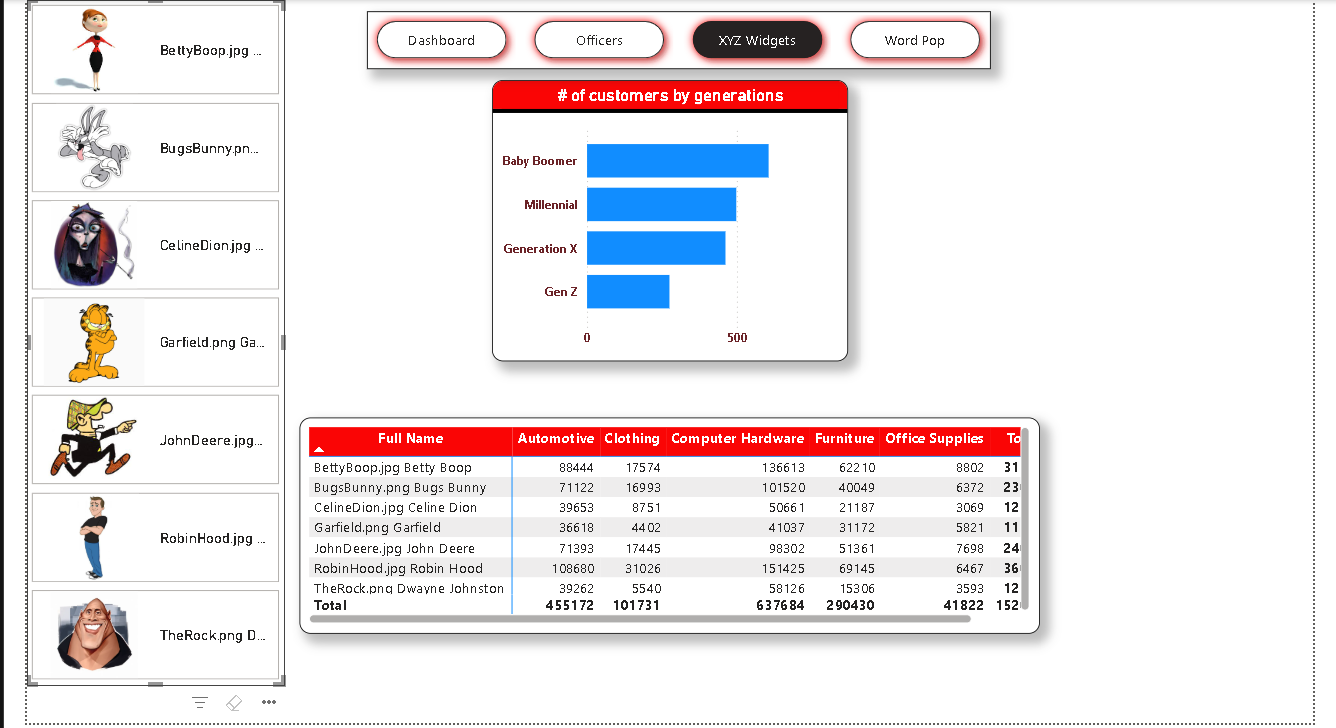 BettyBoop.jpg ...
BugsBunny.pn...
CelineDion.jpg ...
Garfield.png Ga...
JohnDeere.jpg...
RobinHood.jpg ...
TheRock.png D...
Dashboard Officers XYZ Widgets Word Pop
# of customers by generations
Baby Boomer
Millennial
Generation X
Gen Z
0 500
Full Name Automotive Clothing Computer Hardware Furniture Office Supplies To
BettyBoop.jpg Betty Boop 88444 17574 136613 62210 8802 31
BugsBunny.png Bugs Bunny 71122 16993 101520 40049 6372 23
CelineDion.jpg Celine Dion 39653 8751 50661 21187 3069 12
Garfield.png Garfield 36618 4402 41037 31172 5821 11
JohnDeere.jpg John Deere 71393 17445 98302 51361 7698 24
RobinHood.jpg Robin Hood 108680 31026 151425 69145 6467 36
TheRock.png Dwayne Johnston 39262 5540 58126 15306 3593 12
Total 455172 101731 637684 290430 41822 152